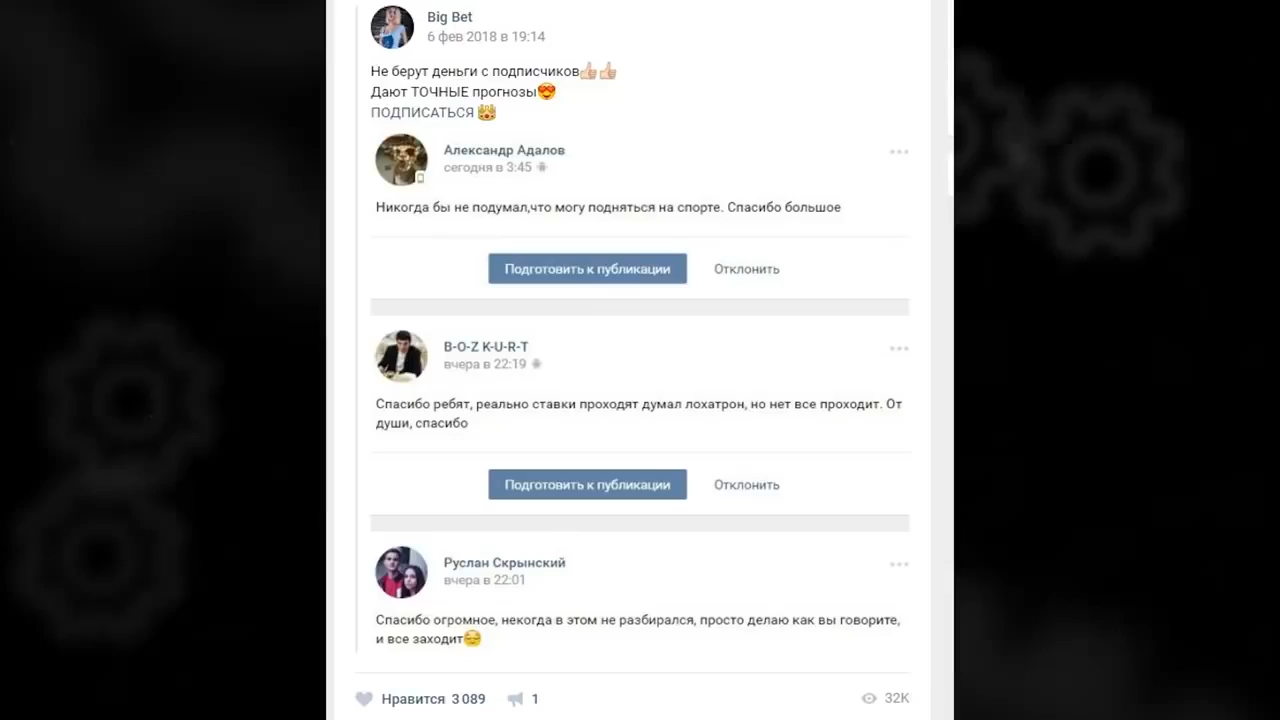 Big Bet
6 фев 2018 в 19:14
Не берут деньги с подписчиков👍🏻👍🏻
Дают ТОЧНЫЕ прогнозы😍
ПОДПИСАТЬСЯ 👑
Александр Адалов
сегодня в 3:45
Никогда бы не подумал,что могу подняться на спорте. Спасибо большое
Подготовить к публикации Отклонить
B-O-Z K-U-R-T
вчера в 22:19
Спасибо ребят, реально ставки проходят думал лохатрон, но нет все проходит. От
души, спасибо
Подготовить к публикации Отклонить
Руслан Скрынский
вчера в 22:01
Спасибо огромное, некогда в этом не разбирался, просто делаю как вы говорите,
и все заходит😔
Нравится 3 089 1 32K